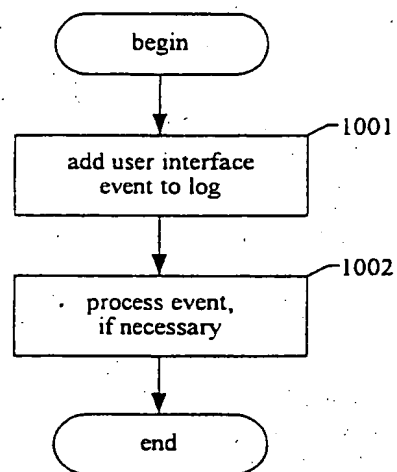 begin
1001
add user interface
event to log
1002
process event,
if necessary
end